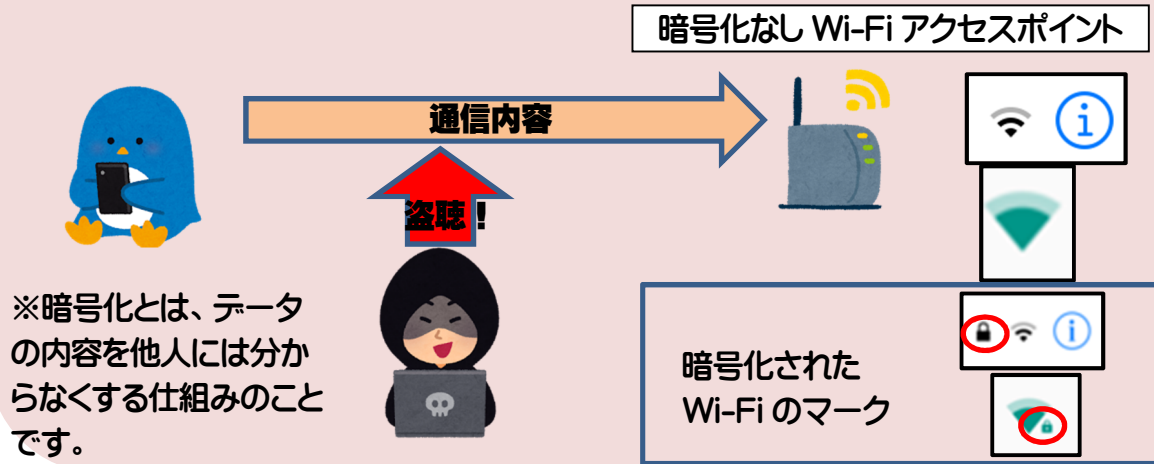 暗号化なし Wi-Fi アクセスポイント
通信内容
盗聴！
※暗号化とは、データ
の内容を他人には分か
らなくする仕組みのこと
です。
暗号化された
Wi-Fi のマーク